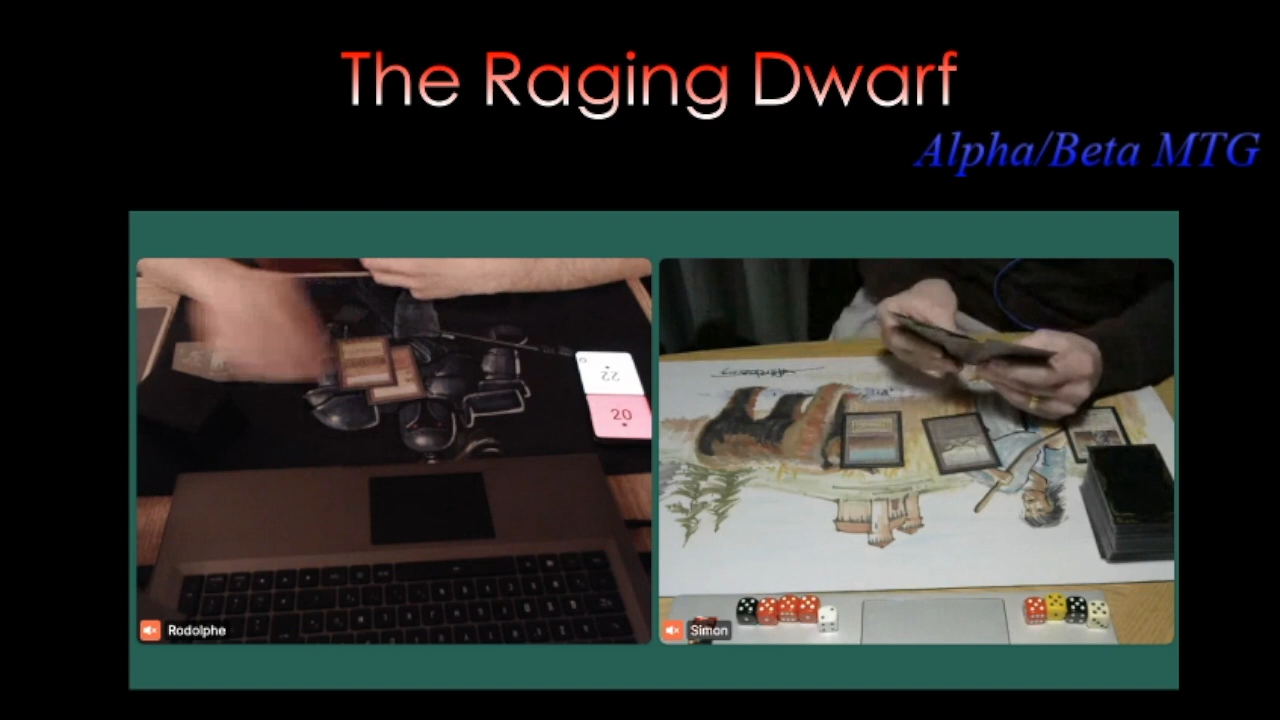 The Raging Dwarf
Alpha/Beta MTG
22
20
Rodolphe
Simon